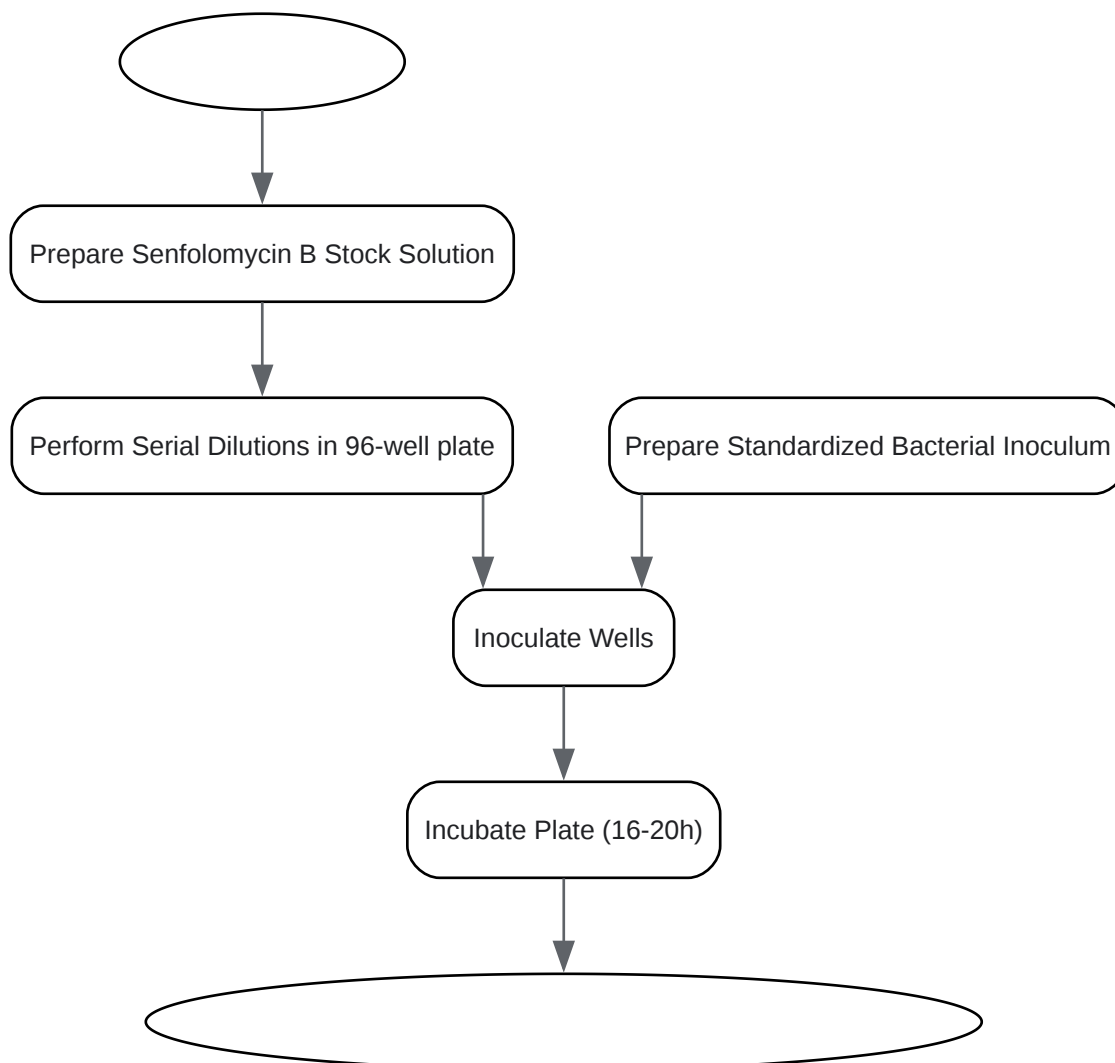 Prepare Senfolomycin B Stock Solution
Perform Serial Dilutions in 96-well plate
Prepare Standardized Bacterial Inoculum
Inoculate Wells
Incubate Plate (16-20h)